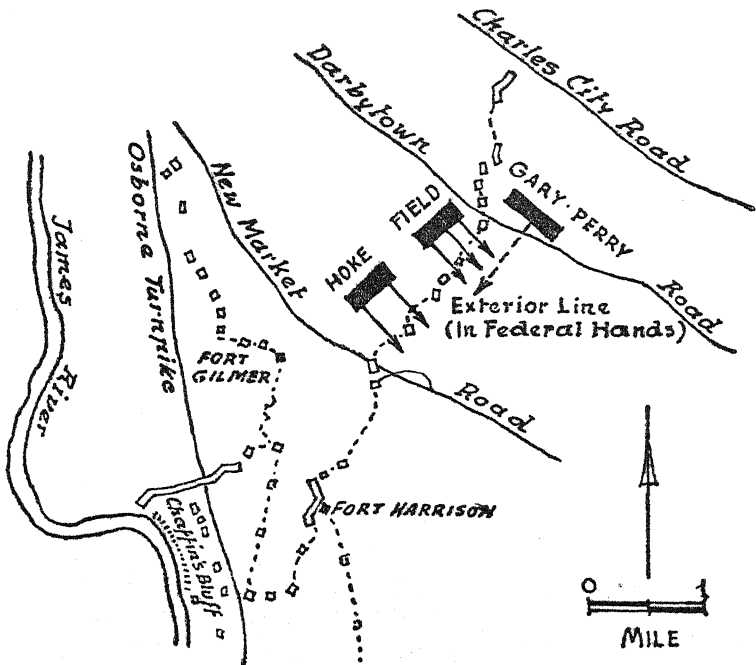 Charles City Road
Darbytown
Road
GARY·PERRY
FIELD
HOKE
Exterior Line
(In Federal Hands)
New Market
Road
Osborne Turnpike
James
River
FORT
GILMER
FORT HARRISON
Chaffin's Bluff
0 1
MILE